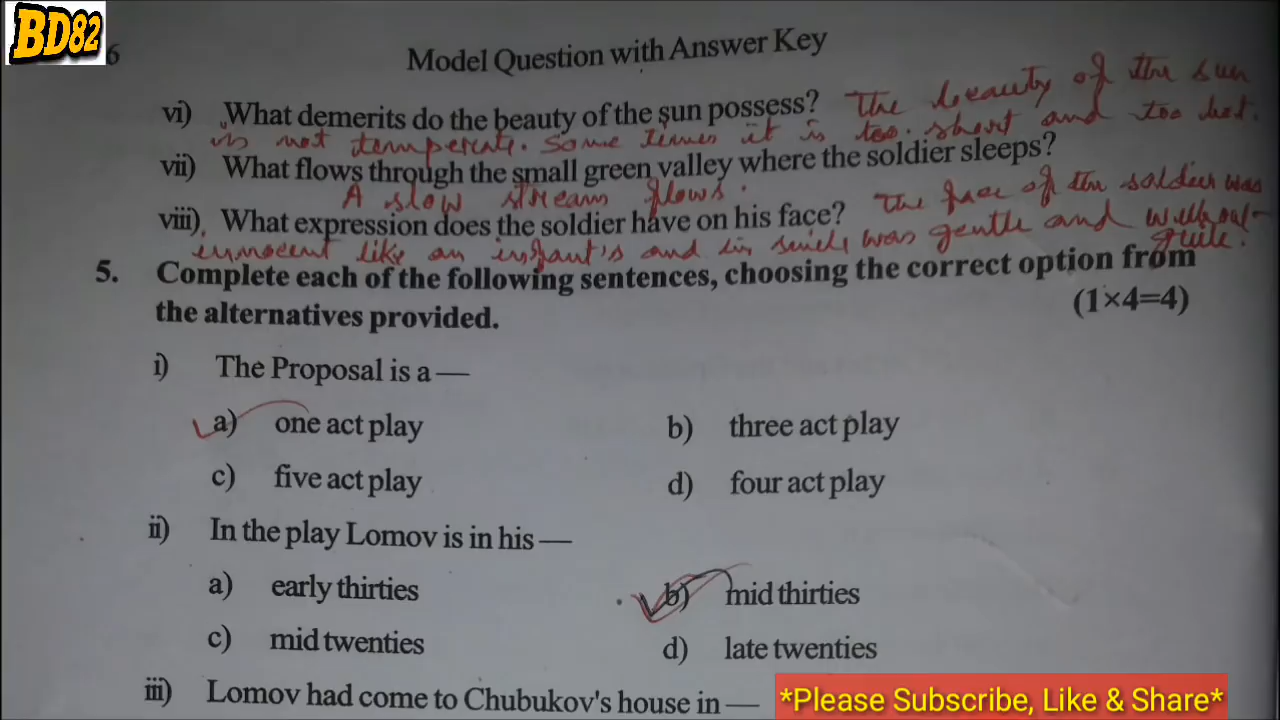 BD82
6
Model Question with Answer Key
vi) What demerits do the beauty of the sun possess? The beauty of the sun
is not temperate. Some times it is too short and too hot.
vii) What flows through the small green valley where the soldier sleeps?
A slow stream flows.
viii) What expression does the soldier have on his face? The face of the soldier was
innocent like an infant's and his smile was gentle and without
guile.
5. Complete each of the following sentences, choosing the correct option from
the alternatives provided. (1×4=4)
i) The Proposal is a —
a) one act play b) three act play
c) five act play d) four act play
ii) In the play Lomov is in his —
a) early thirties b) mid thirties
c) mid twenties d) late twenties
iii) Lomov had come to Chubukov's house in —
*Please Subscribe, Like & Share*